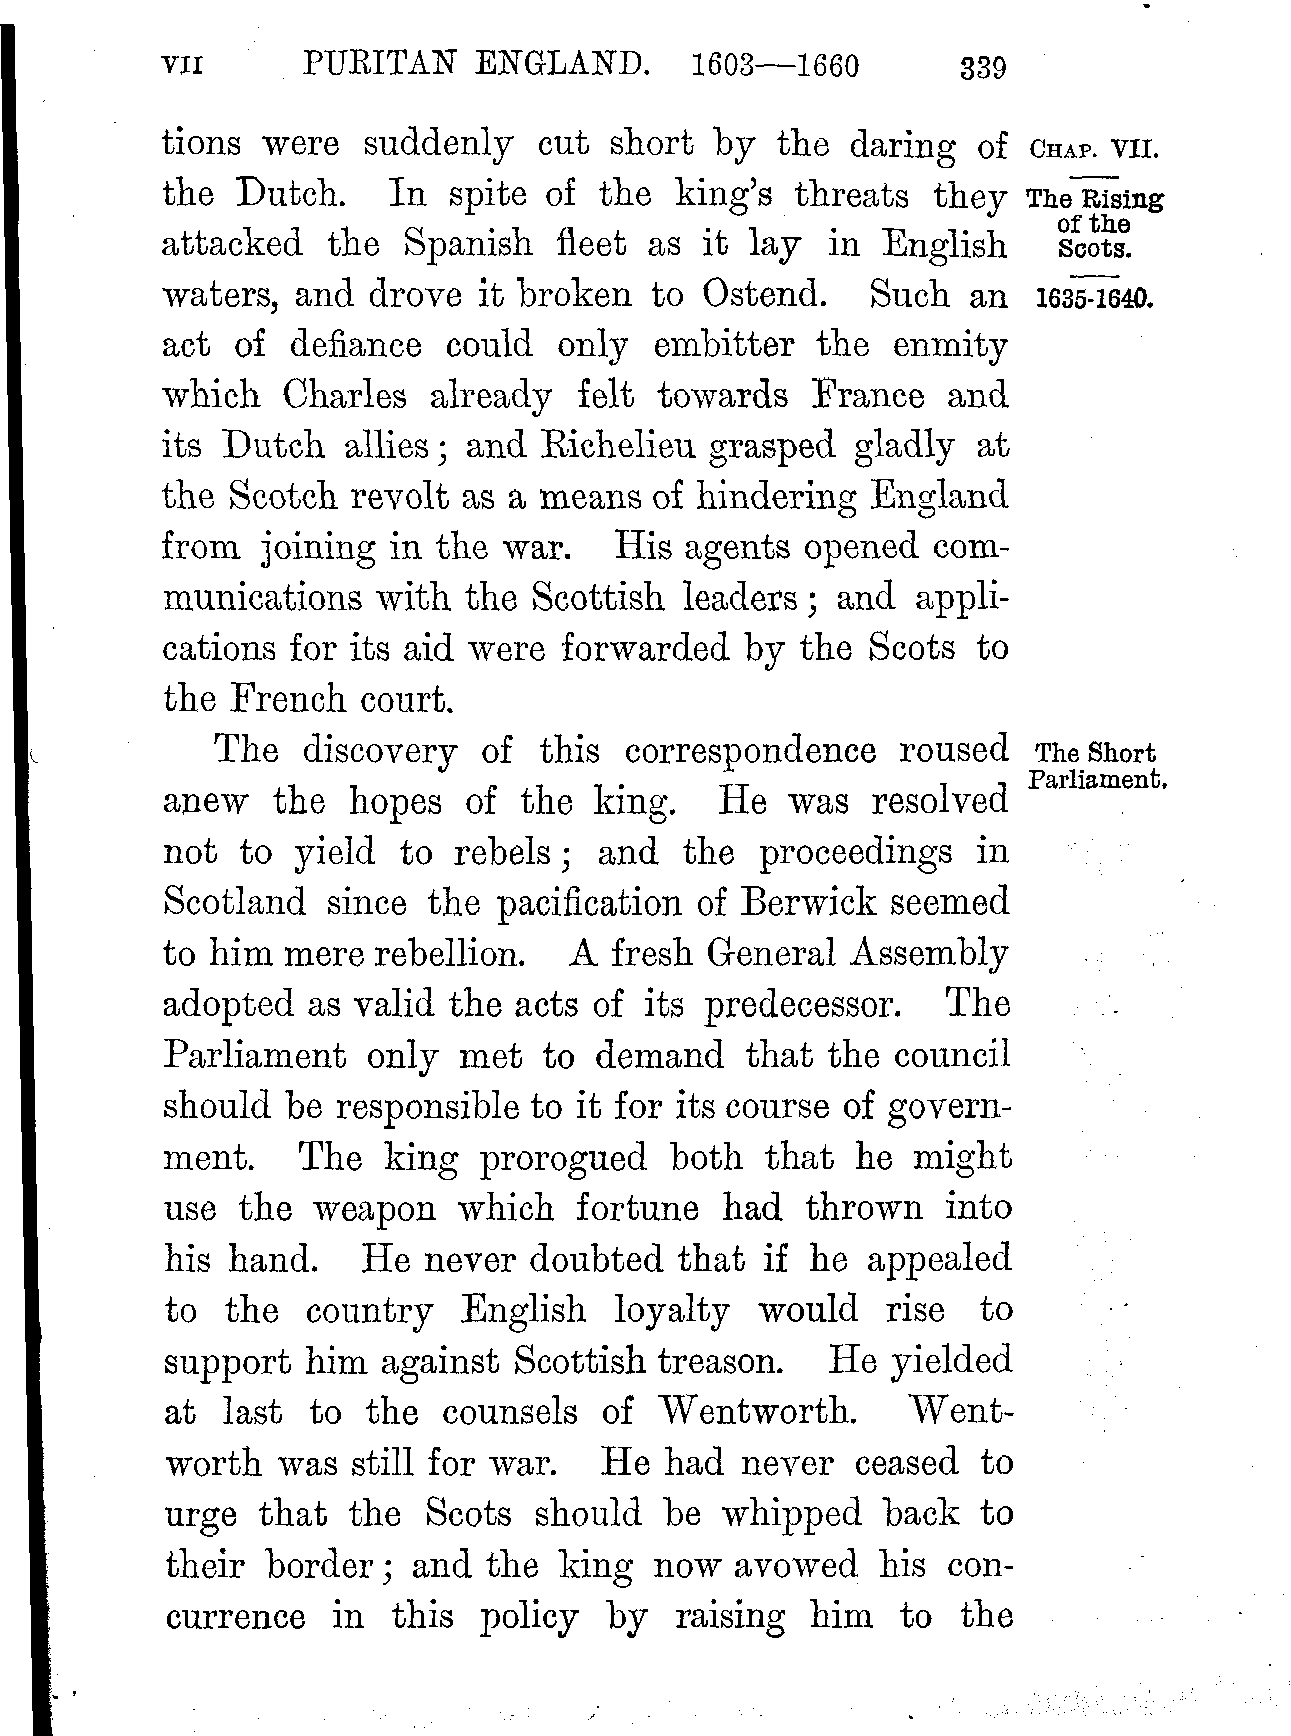 VII PURITAN ENGLAND. 1603—1660 339
tions were suddenly cut short by the daring of
the Dutch. In spite of the king's threats they
attacked the Spanish fleet as it lay in English
waters, and drove it broken to Ostend. Such an
act of defiance could only embitter the enmity
which Charles already felt towards France and
its Dutch allies; and Richelieu grasped gladly at
the Scotch revolt as a means of hindering England
from joining in the war. His agents opened com-
munications with the Scottish leaders; and appli-
cations for its aid were forwarded by the Scots to
the French court.
The discovery of this correspondence roused
anew the hopes of the king. He was resolved
not to yield to rebels; and the proceedings in
Scotland since the pacification of Berwick seemed
to him mere rebellion. A fresh General Assembly
adopted as valid the acts of its predecessor. The
Parliament only met to demand that the council
should be responsible to it for its course of govern-
ment. The king prorogued both that he might
use the weapon which fortune had thrown into
his hand. He never doubted that if he appealed
to the country English loyalty would rise to
support him against Scottish treason. He yielded
at last to the counsels of Wentworth. Went-
worth was still for war. He had never ceased to
urge that the Scots should be whipped back to
their border; and the king now avowed his con-
currence in this policy by raising him to the
CHAP. VII.
The Rising
of the
Scots.
1635-1640.
The Short
Parliament.